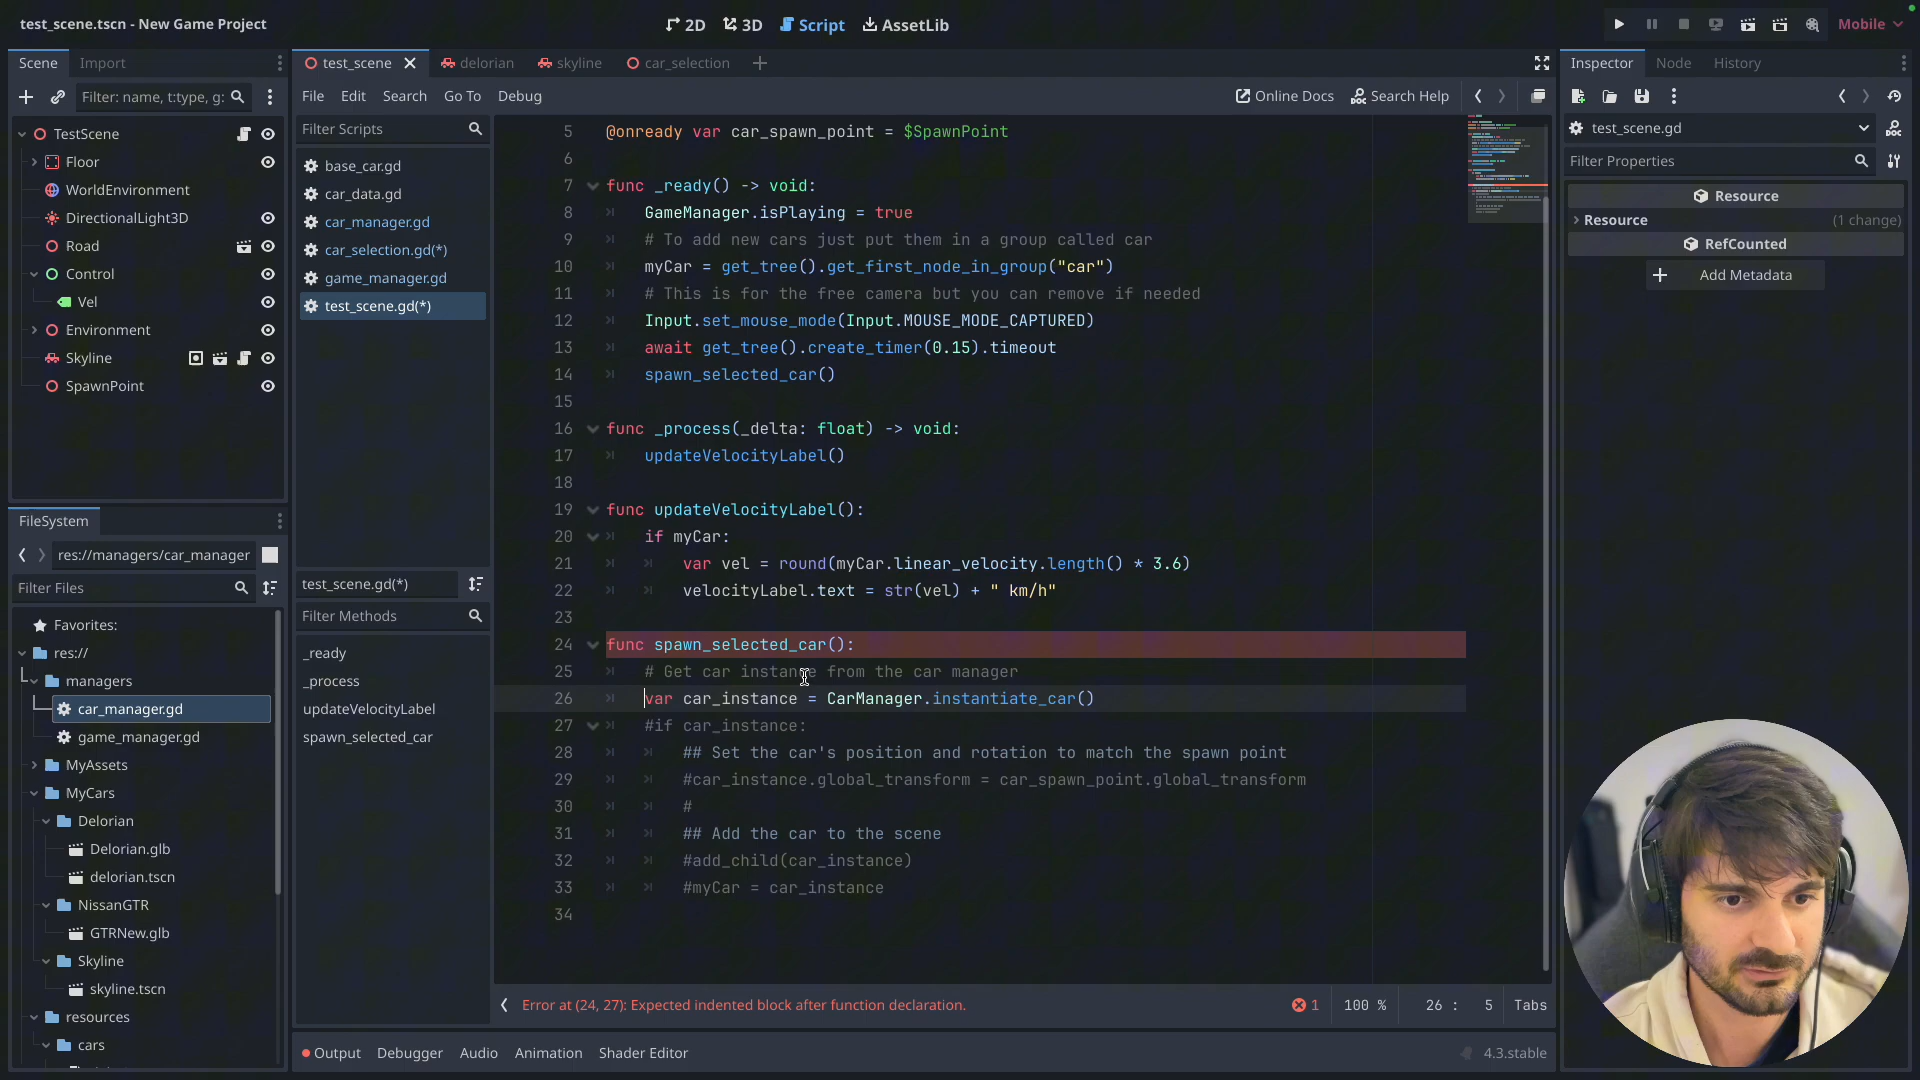 test_scene.tscn - New Game Project
2D
3D
Script
AssetLib
Mobile
Scene
Import
Filter: name, t:type, g:
TestScene
Floor
WorldEnvironment
DirectionalLight3D
Road
Control
Vel
Environment
Skyline
SpawnPoint
FileSystem
res://managers/car_manager
Filter Files
Favorites:
res://
managers
car_manager.gd
game_manager.gd
MyAssets
MyCars
Delorian
Delorian.glb
delorian.tscn
NissanGTR
GTRNew.glb
Skyline
skyline.tscn
resources
cars
test_scene
delorian
skyline
car_selection
File
Edit
Search
Go To
Debug
Online Docs
Search Help
Filter Scripts
base_car.gd
car_data.gd
car_manager.gd
car_selection.gd(*)
game_manager.gd
test_scene.gd(*)
test_scene.gd(*)
Filter Methods
_ready
_process
updateVelocityLabel
spawn_selected_car
5 @onready var car_spawn_point = $SpawnPoint
6
7 func _ready() -> void:
8 GameManager.isPlaying = true
9 # To add new cars just put them in a group called car
10 myCar = get_tree().get_first_node_in_group("car")
11 # This is for the free camera but you can remove if needed
12 Input.set_mouse_mode(Input.MOUSE_MODE_CAPTURED)
13 await get_tree().create_timer(0.15).timeout
14 spawn_selected_car()
15
16 func _process(_delta: float) -> void:
17 updateVelocityLabel()
18
19 func updateVelocityLabel():
20 if myCar:
21 var vel = round(myCar.linear_velocity.length() * 3.6)
22 velocityLabel.text = str(vel) + " km/h"
23
24 func spawn_selected_car():
25 # Get car instance from the car manager
26 var car_instance = CarManager.instantiate_car()
27 #if car_instance:
28 ## Set the car's position and rotation to match the spawn point
29 #car_instance.global_transform = car_spawn_point.global_transform
30 #
31 ## Add the car to the scene
32 #add_child(car_instance)
33 #myCar = car_instance
34
Error at (24, 27): Expected indented block after function declaration.
1
100 %
26 : 5
Tabs
Output
Debugger
Audio
Animation
Shader Editor
4.3.stable
Inspector
Node
History
test_scene.gd
Filter Properties
Resource
Resource
(1 change)
RefCounted
Add Metadata